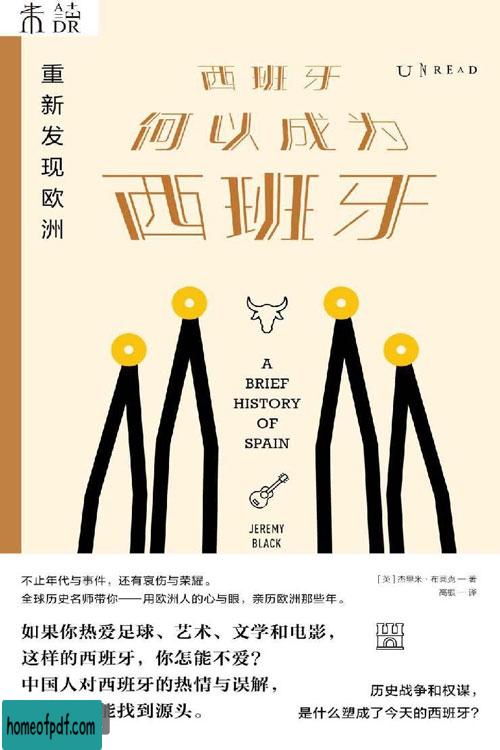 未读
重新发现欧洲
UNREAD
西班牙
何以成为
西班牙
A
BRIEF
HISTORY
OF
SPAIN
JEREMY
BLACK
不止年代与事件，还有哀伤与荣耀。
全球历史名师带你——用欧洲人的心与眼，亲历欧洲那些年。
[英]杰里米·布莱克—著
高银—译
如果你热爱足球、艺术、文学和电影，
这样的西班牙，你怎能不爱？
中国人对西班牙的热情与误解，
能找到源头。
历史战争和权谋，
是什么塑成了今天的西班牙？
homeofpdf.com